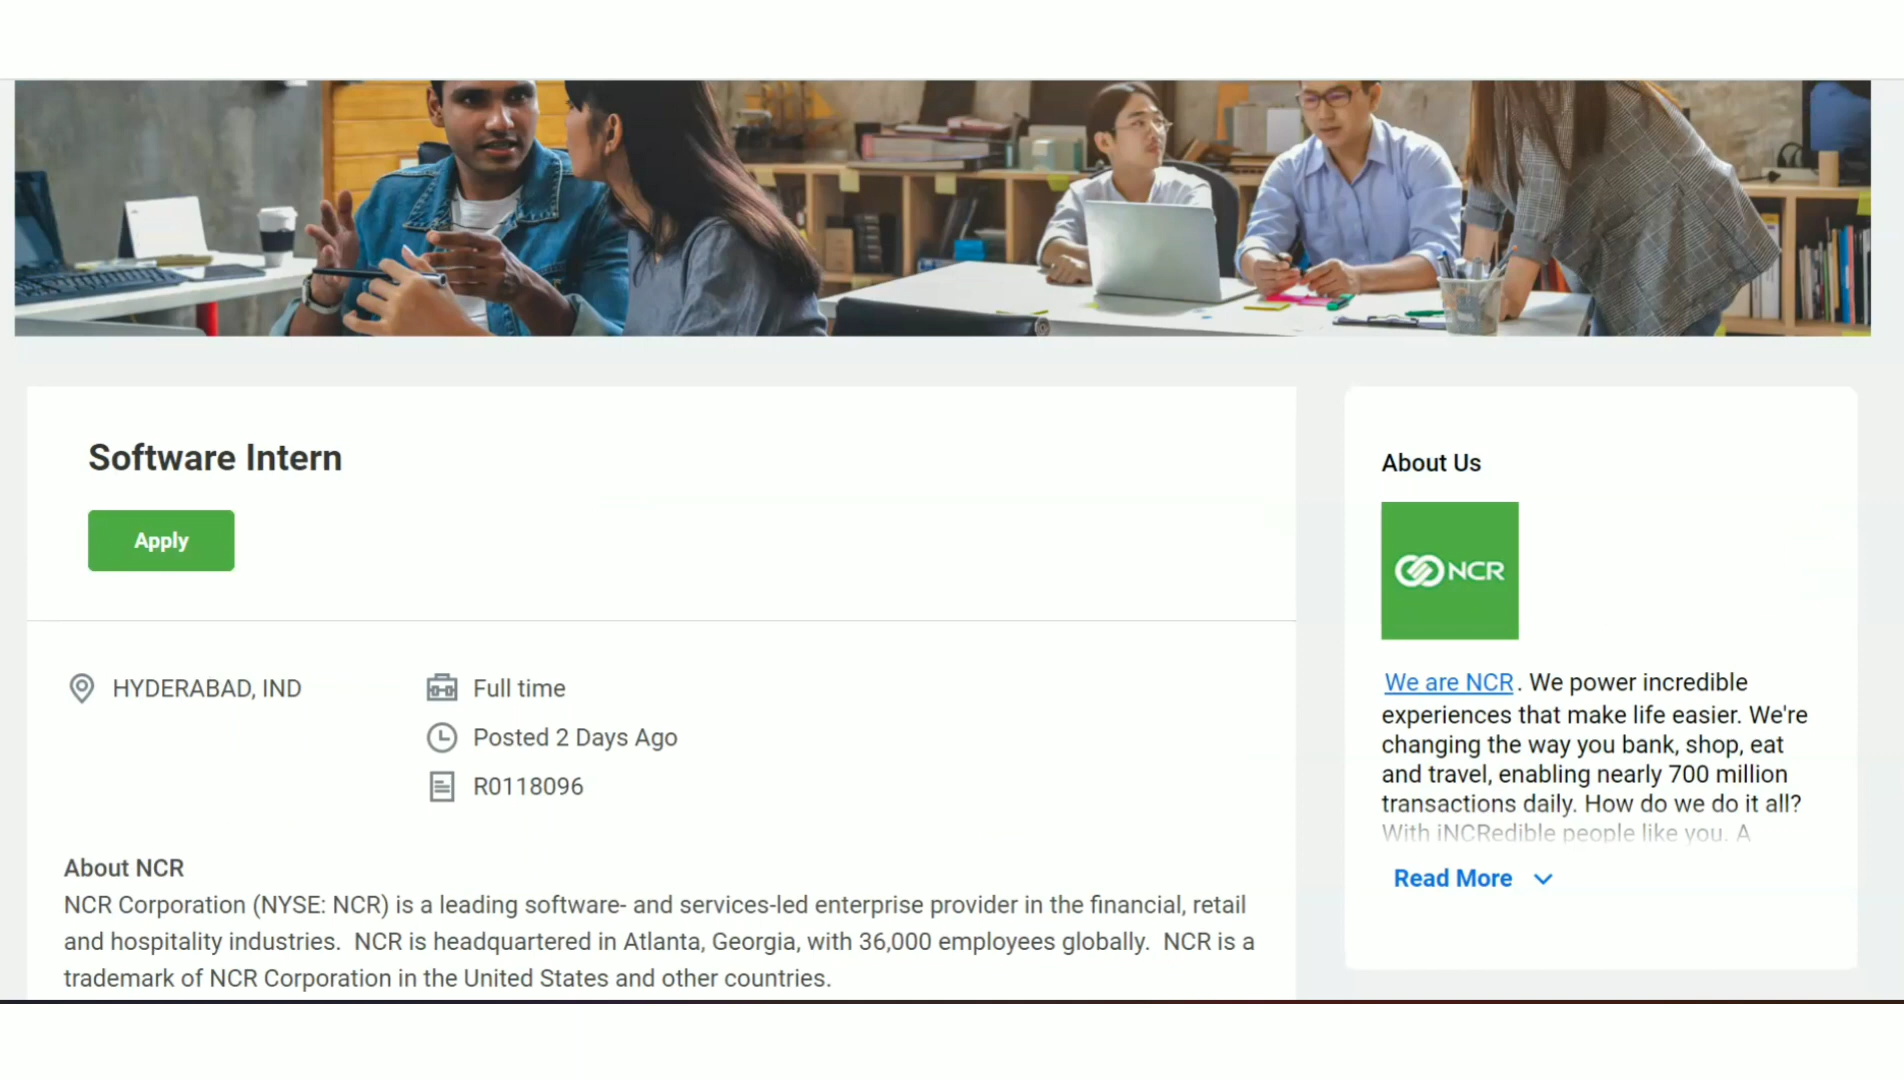 Software Intern
Apply
HYDERABAD, IND
Full time
Posted 2 Days Ago
R0118096
About NCR
NCR Corporation (NYSE: NCR) is a leading software- and services-led enterprise provider in the financial, retail
and hospitality industries.  NCR is headquartered in Atlanta, Georgia, with 36,000 employees globally.  NCR is a
trademark of NCR Corporation in the United States and other countries.
About Us
NCR
We are NCR. We power incredible
experiences that make life easier. We're
changing the way you bank, shop, eat
and travel, enabling nearly 700 million
transactions daily. How do we do it all?
With iNCRedible people like you. A
Read More